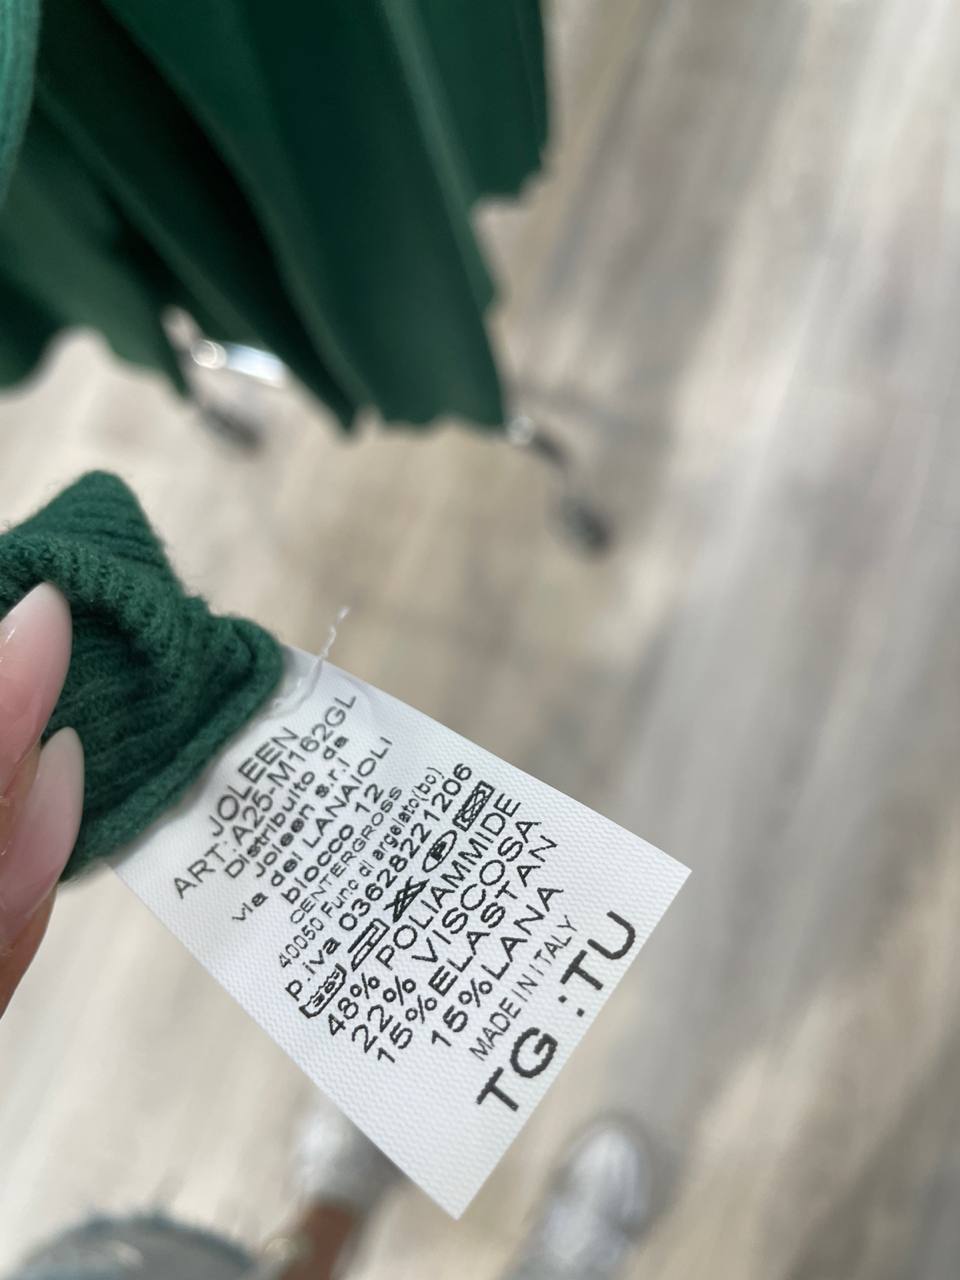 JOLEEN
ART:A25-M162GL
Distribuito da
Joleen s.r.l
via dei LANAIOLI
blocco 12
CENTERGROSS
40050 Funo di argelato(bo)
p.iva 03628221206
48% POLIAMMIDE
22% VISCOSA
15%ELASTAN
15%LANA
MADE IN ITALY
TG :TU